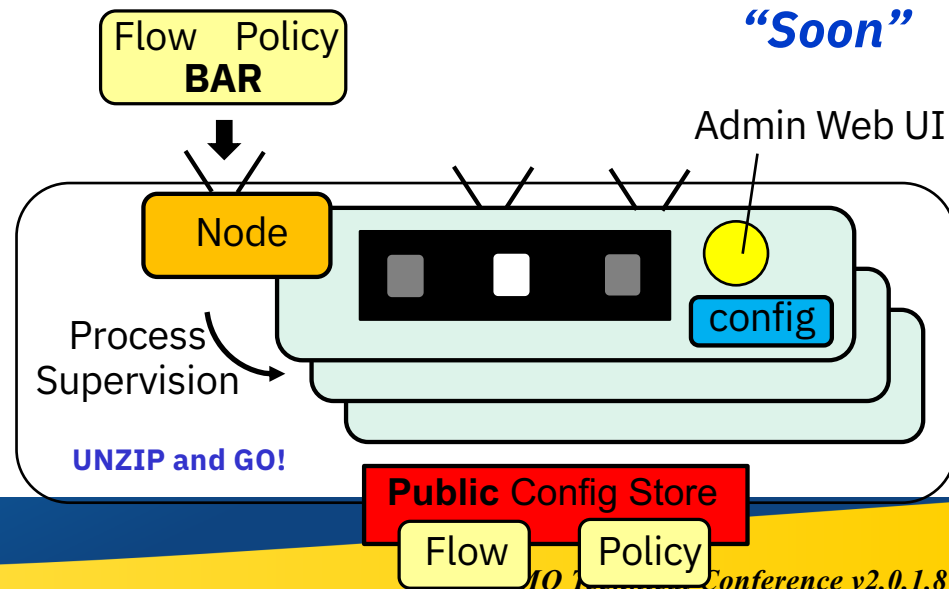 “Soon”
Flow Policy
BAR
Admin Web UI
Node
config
Process
Supervision
UNZIP and GO!
Public Config Store
Flow
Policy
Conference v2.0.1.8